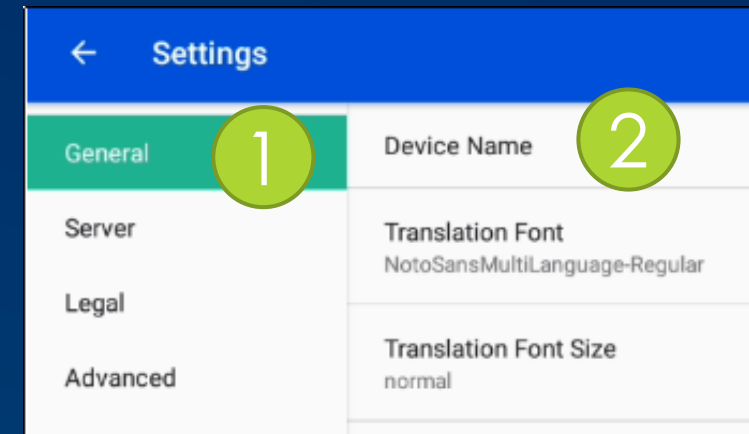 Settings
General
1
Server
Legal
Advanced
Device Name
2
Translation Font
NotoSansMultiLanguage-Regular
Translation Font Size
normal